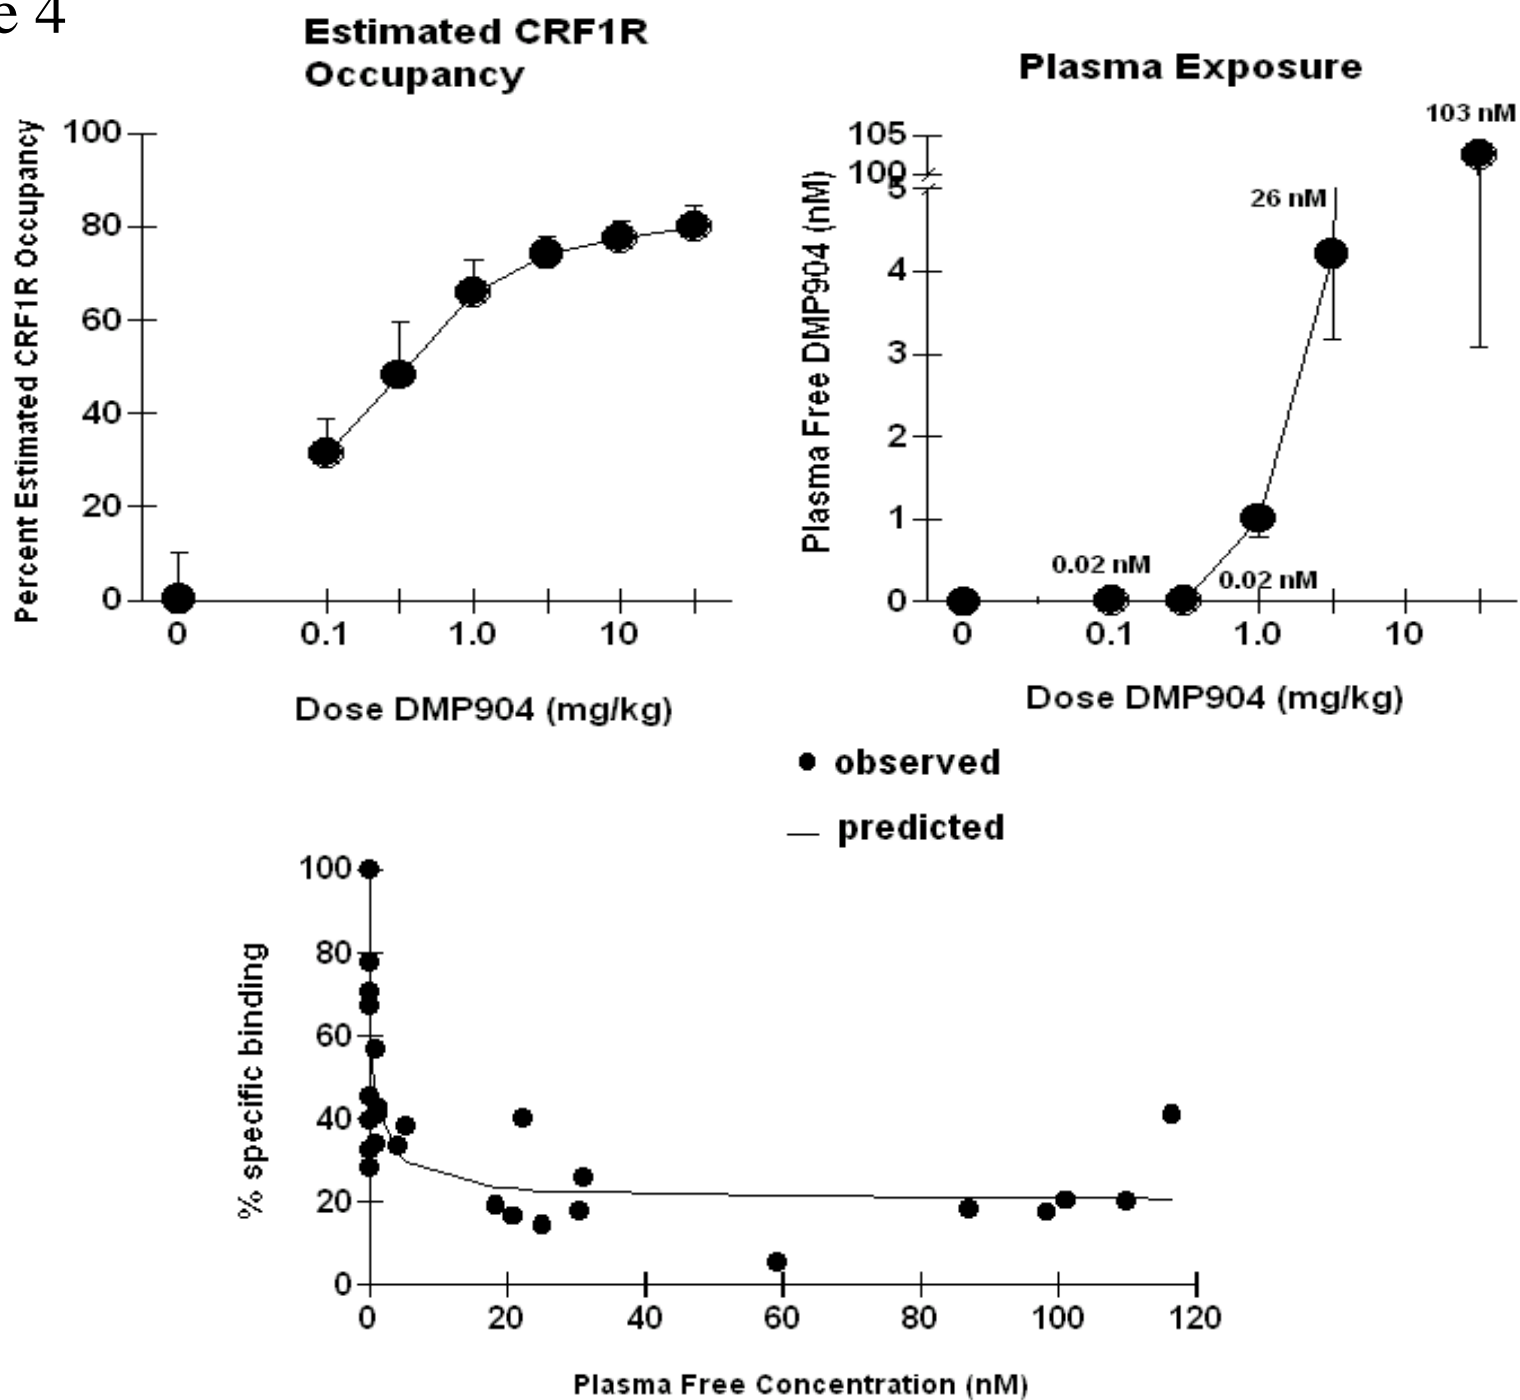 e 4
Estimated CRF1R
Occupancy
Percent Estimated CRF1R Occupancy
100
80
60
40
20
0
0 0.1 1.0 10
Dose DMP904 (mg/kg)
Plasma Exposure
Plasma Free DMP904 (nM)
105
100
5
4
3
2
1
0
103 nM
26 nM
0.02 nM
0.02 nM
0 0.1 1.0 10
Dose DMP904 (mg/kg)
observed
predicted
% specific binding
100
80
60
40
20
0
0 20 40 60 80 100 120
Plasma Free Concentration (nM)